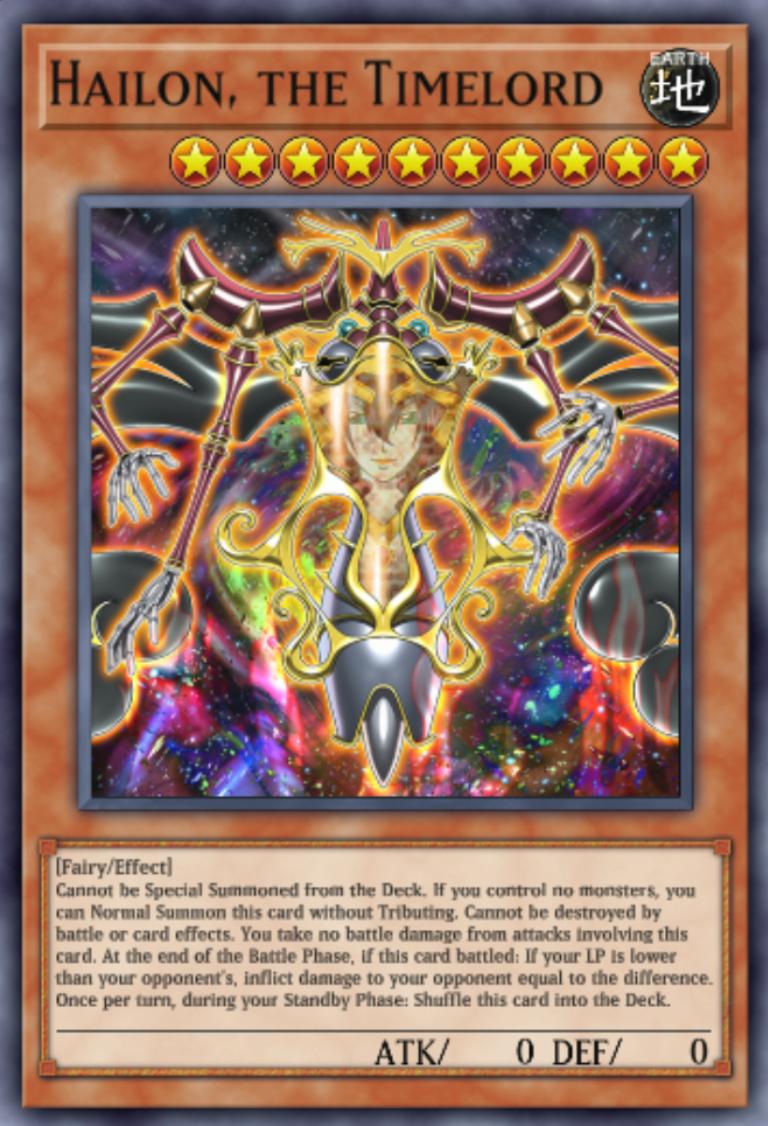 Hailon, the Timelord
EARTH
地
[Fairy/Effect]
Cannot be Special Summoned from the Deck. If you control no monsters, you
can Normal Summon this card without Tributing. Cannot be destroyed by
battle or card effects. You take no battle damage from attacks involving this
card. At the end of the Battle Phase, if this card battled: If your LP is lower
than your opponent's, inflict damage to your opponent equal to the difference.
Once per turn, during your Standby Phase: Shuffle this card into the Deck.
ATK/ 0 DEF/ 0